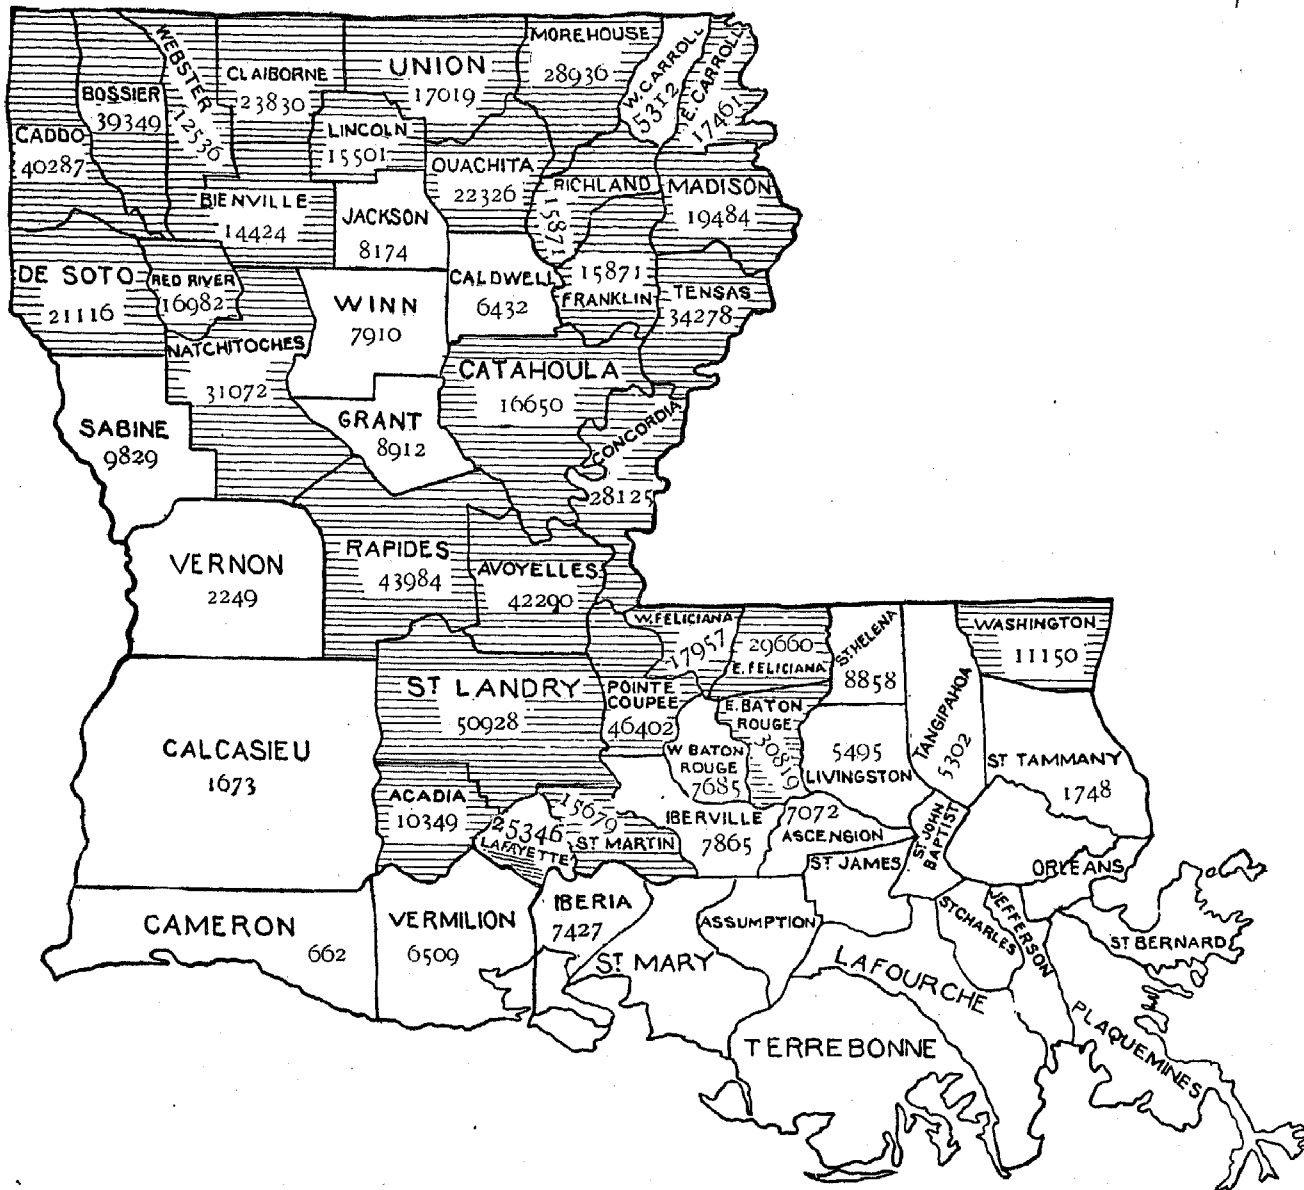 MOREHOUSE
28936
W. CARROLL
5312
E. CARROLL
17461
WEBSTER
12536
CLAIBORNE
23830
UNION
17019
BOSSIER
39349
CADDO
40287
LINCOLN
15501
OUACHITA
22326
RICHLAND
15871
MADISON
19484
BIENVILLE
14424
JACKSON
8174
DE SOTO
21116
RED RIVER
16982
WINN
7910
CALDWELL
6432
15871
FRANKLIN
TENSAS
34278
NATCHITOCHES
31072
CATAHOULA
16650
SABINE
9829
GRANT
8912
CONCORDIA
28125
VERNON
2249
RAPIDES
43984
AVOYELLES
42290
W. FELICIANA
17957
29660
E. FELICIANA
ST HELENA
8858
TANGIPAHOA
5302
WASHINGTON
11150
ST LANDRY
50928
POINTE
COUPEE
46402
E. BATON
ROUGE
30819
W BATON
ROUGE
7685
5495
LIVINGSTON
ST TAMMANY
1748
CALCASIEU
1673
ACADIA
10349
25346
LAFAYETTE
15679
ST MARTIN
IBERVILLE
7865
7072
ASCENSION
ST JAMES
ST JOHN
BAPTIST
ORLEANS
CAMERON
662
VERMILION
6509
IBERIA
7427
ST MARY
ASSUMPTION
ST CHARLES
JEFFERSON
ST BERNARD
LAFOURCHE
TERREBONNE
PLAQUEMINES